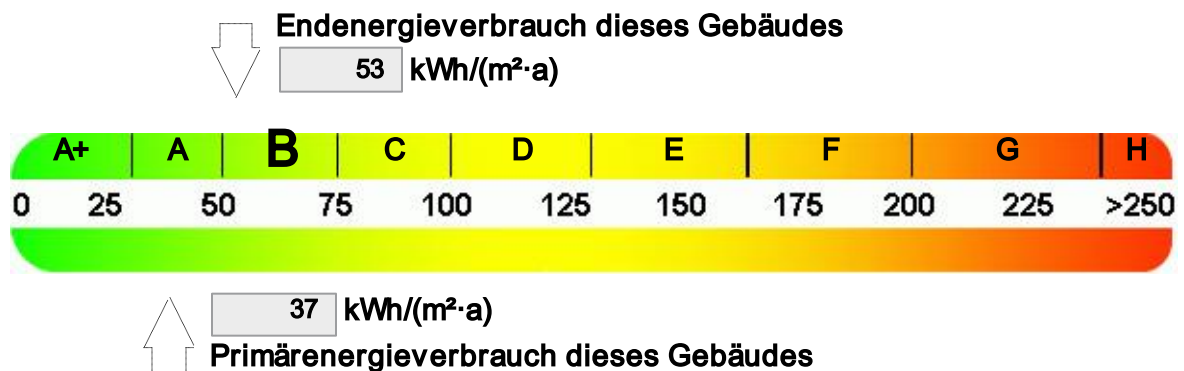 Endenergieverbrauch dieses Gebäudes
53 kWh/(m²·a)
A+ A B C D E F G H
0 25 50 75 100 125 150 175 200 225 >250
37 kWh/(m²·a)
Primärenergieverbrauch dieses Gebäudes